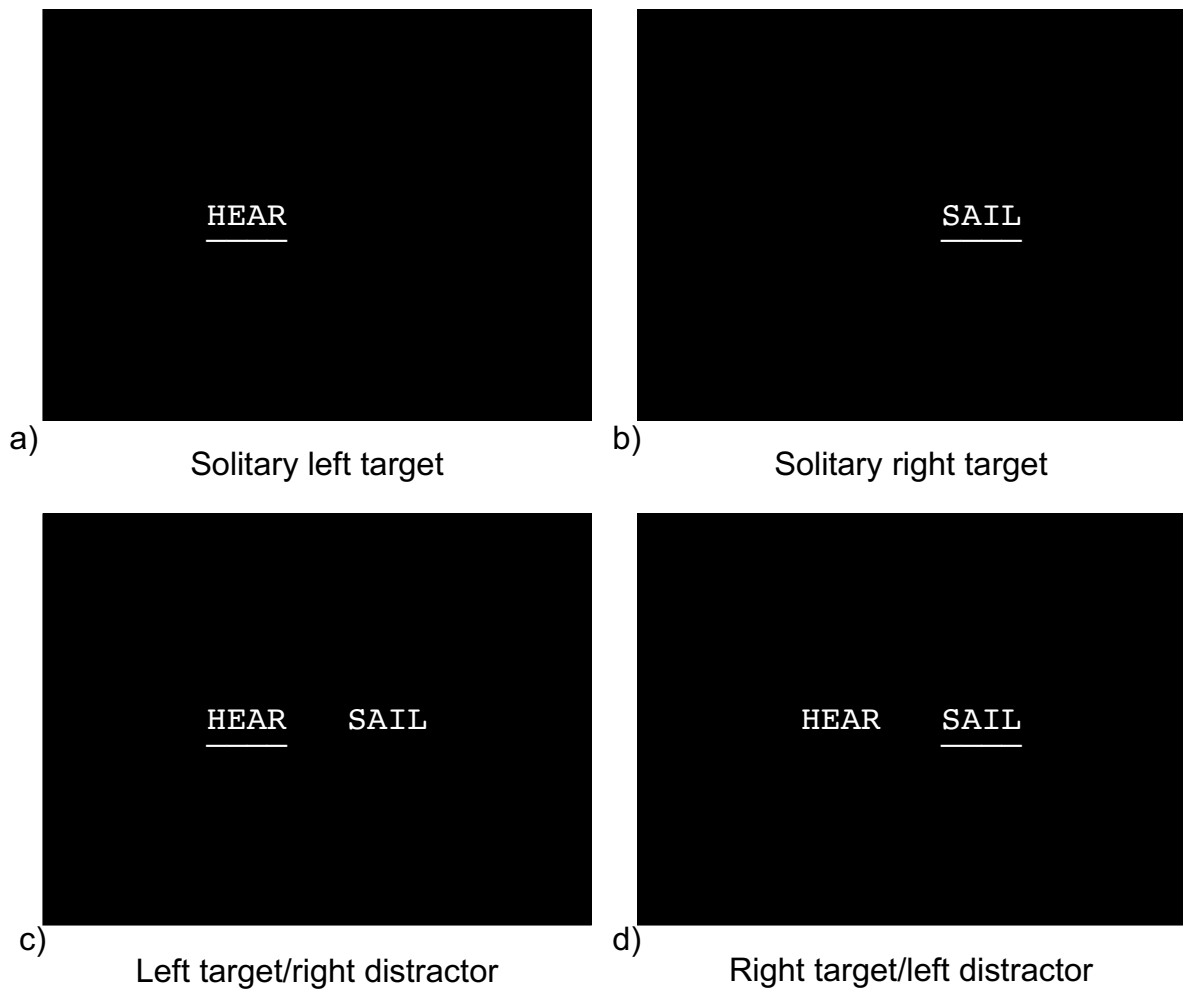 HEAR
SAIL
a)
Solitary left target
b)
Solitary right target
HEAR SAIL
HEAR SAIL
c)
Left target/right distractor
d)
Right target/left distractor